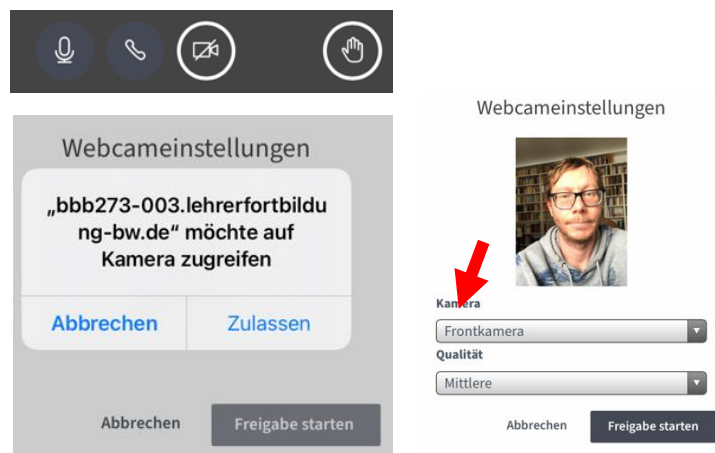 Webcameinstellungen
„bbb273-003.lehrerfortbildu
ng-bw.de“ möchte auf
Kamera zugreifen
Abbrechen Zulassen
Abbrechen Freigabe starten
Webcameinstellungen
Kamera
Frontkamera
Qualität
Mittlere
Abbrechen Freigabe starten